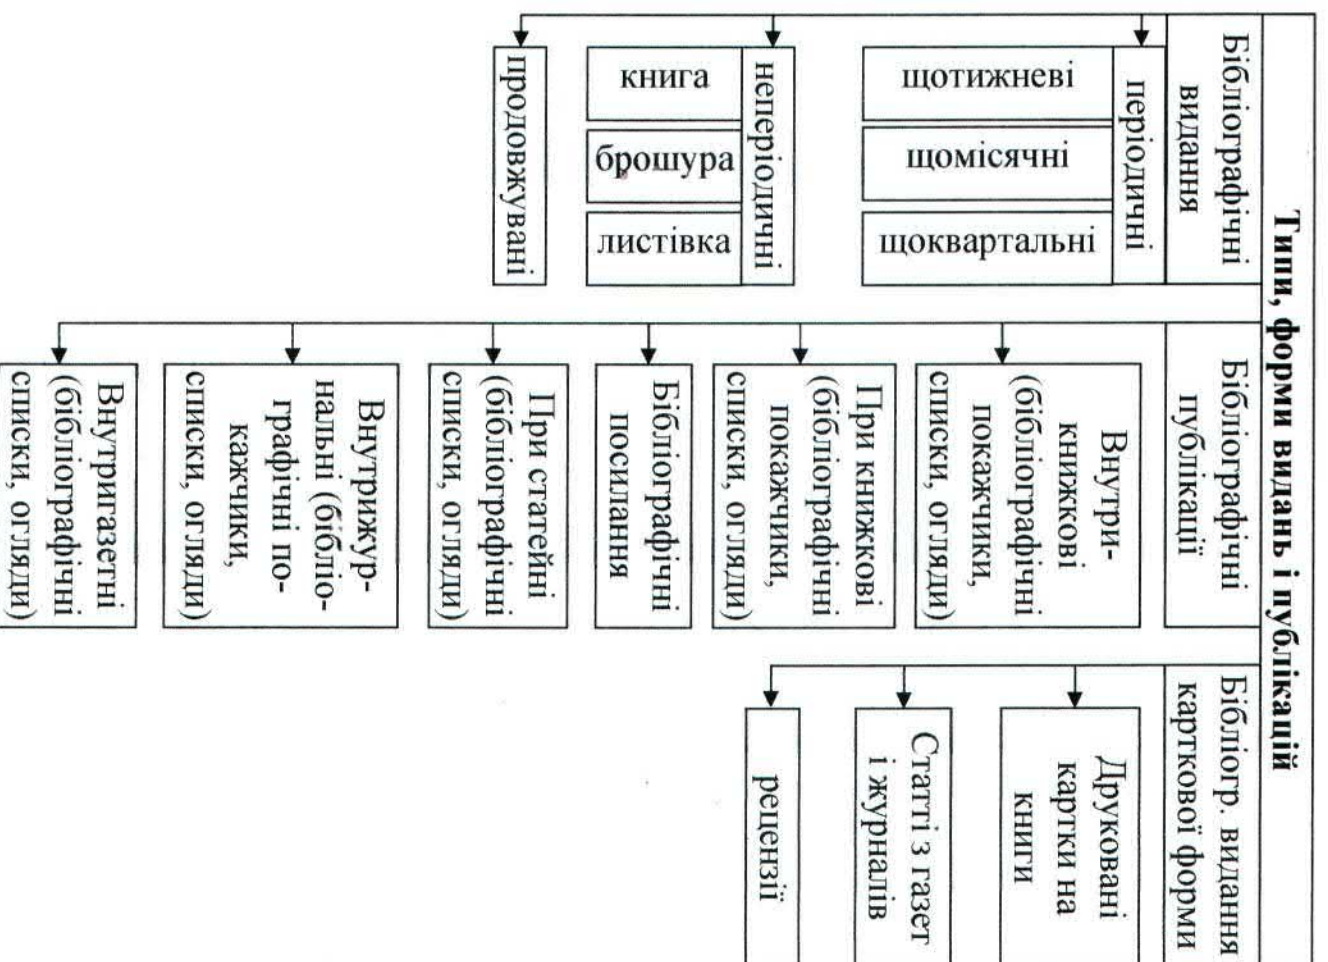 Типи, форми видань і публікацій
Бібліографічні
видання
періодичні
щотижневі
щомісячні
щоквартальні
неперіодичні
книга
брошура
листівка
продовжувані
Бібліографічні
публікації
Внутри-
книжкові
(бібліографічні
покажчики,
списки, огляди)
При книжкові
(бібліографічні
покажчики,
списки, огляди)
Бібліографічні
посилання
При статейні
(бібліографічні
списки, огляди)
Внутрижур-
нальні (бібліо-
графічні по-
кажчики,
списки, огляди)
Внутригазетні
(бібліографічні
списки, огляди)
Бібліогр. видання
карткової форми
Друковані
картки на
книги
Статті з газет
і журналів
рецензії